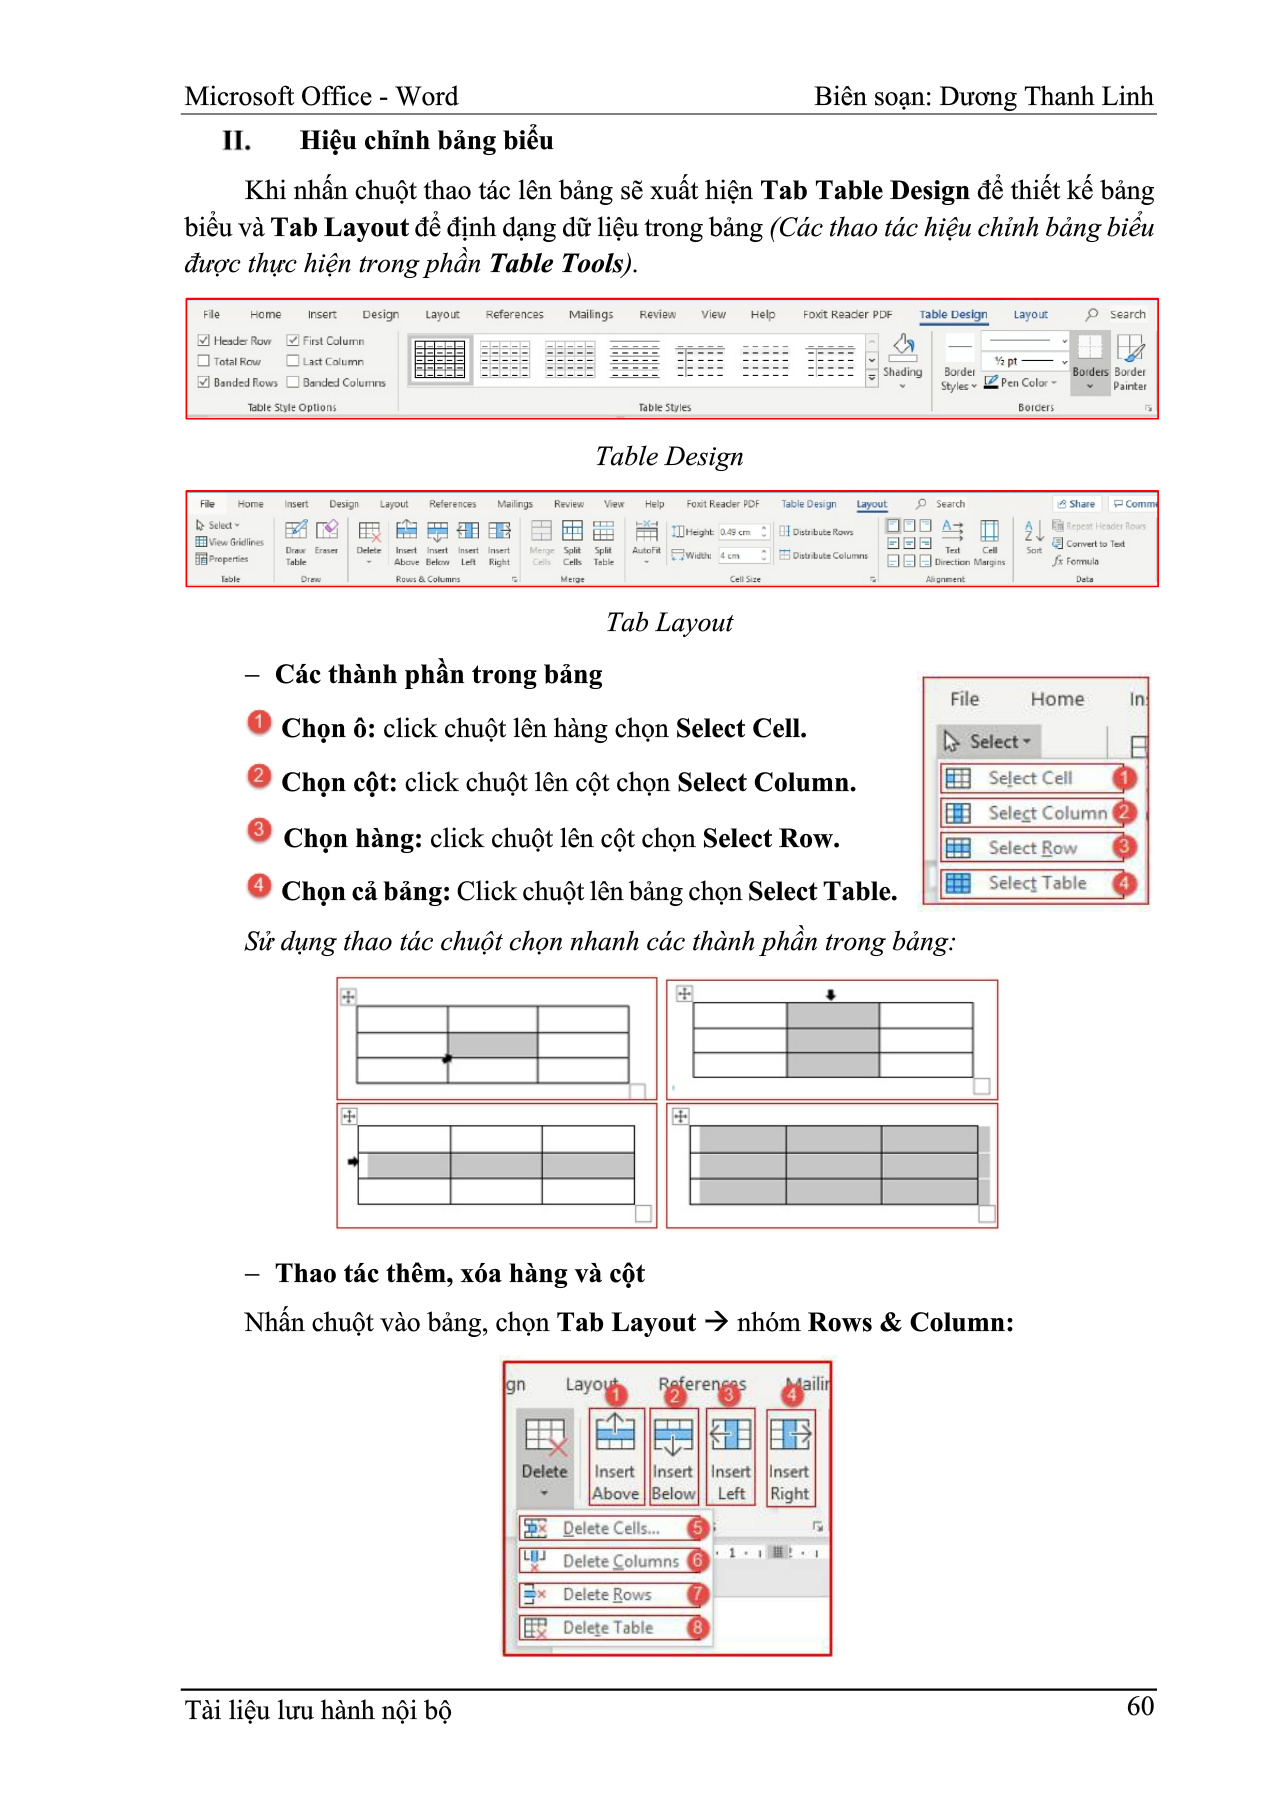 Microsoft Office - Word Biên soạn: Dương Thanh Linh
II. Hiệu chỉnh bảng biểu
Khi nhấn chuột thao tác lên bảng sẽ xuất hiện Tab Table Design để thiết kế bảng
biểu và Tab Layout để định dạng dữ liệu trong bảng (Các thao tác hiệu chỉnh bảng biểu
được thực hiện trong phần Table Tools).
File Home Insert Design Layout References Mailings Review View Help Foxit Reader PDF Table Design Layout Search
Header Row First Column
Total Row Last Column
Banded Rows Banded Columns
Shading
Border Styles
½ pt
Pen Color
Borders
Border Painter
Table Style Options Table Styles Borders
Table Design
File Home Insert Design Layout References Mailings Review View Help Foxit Reader PDF Table Design Layout Search Share Comme
Select
View Gridlines
Properties
Draw Table Eraser Delete Insert Above Insert Below Insert Left Insert Right Merge Cells Split Cells Split Table AutoFit
Height: 0.49 cm Distribute Rows
Width: 4 cm Distribute Columns
Text Direction Cell Margins Sort
Repeat Header Rows
Convert to Text
fx Formula
Table Draw Rows & Columns Merge Cell Size Alignment Data
Tab Layout
– Các thành phần trong bảng
1 Chọn ô: click chuột lên hàng chọn Select Cell.
2 Chọn cột: click chuột lên cột chọn Select Column.
3 Chọn hàng: click chuột lên cột chọn Select Row.
4 Chọn cả bảng: Click chuột lên bảng chọn Select Table.
File Home In
Select
Select Cell 1
Select Column 2
Select Row 3
Select Table 4
Sử dụng thao tác chuột chọn nhanh các thành phần trong bảng:
– Thao tác thêm, xóa hàng và cột
Nhấn chuột vào bảng, chọn Tab Layout → nhóm Rows & Column:
gn Layout References Mailin
1 2 3 4
Delete Insert Insert Insert Insert
Above Below Left Right
Delete Cells... 5
Delete Columns 6
Delete Rows 7
Delete Table 8
Tài liệu lưu hành nội bộ 60